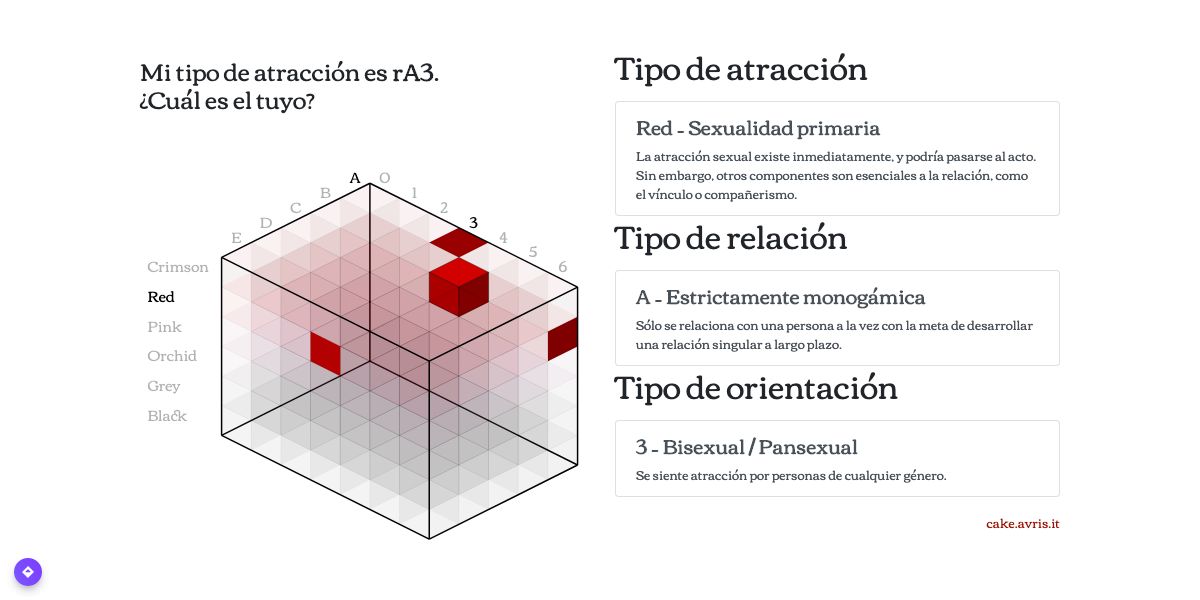 Mi tipo de atracción es rA3.
¿Cuál es el tuyo?
A
B
C
D
E
O
1
2
3
4
5
6
Crimson
Red
Pink
Orchid
Grey
Black
Tipo de atracción
Red - Sexualidad primaria
La atracción sexual existe inmediatamente, y podría pasarse al acto.
Sin embargo, otros componentes son esenciales a la relación, como
el vínculo o compañerismo.
Tipo de relación
A - Estrictamente monogámica
Sólo se relaciona con una persona a la vez con la meta de desarrollar
una relación singular a largo plazo.
Tipo de orientación
3 - Bisexual / Pansexual
Se siente atracción por personas de cualquier género.
cake.avris.it